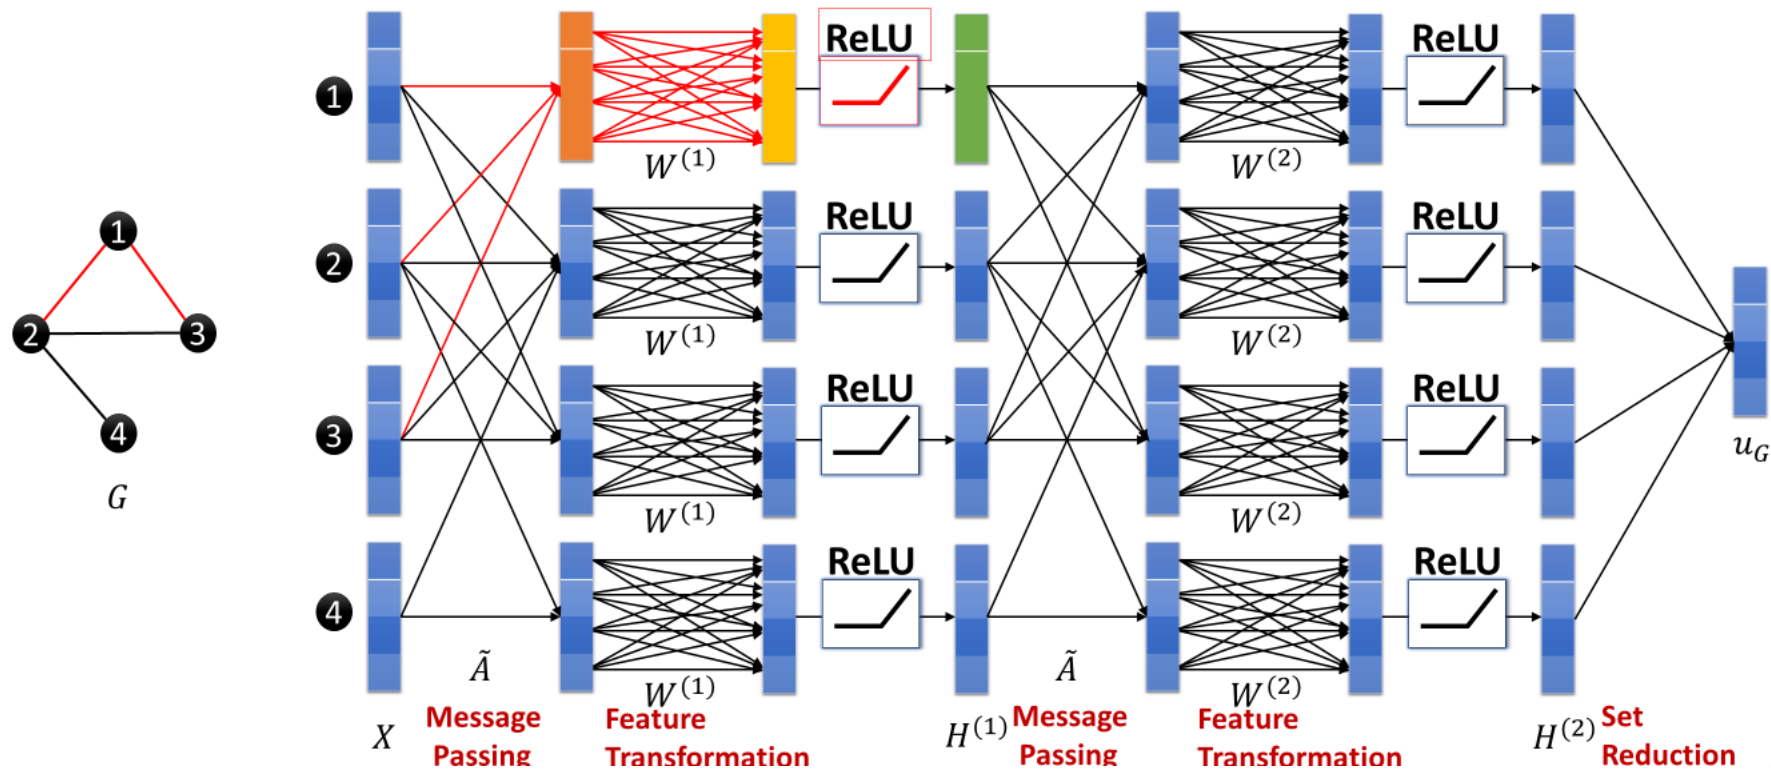 1
2
3
4
G
1
2
3
4
ReLU
ReLU
ReLU
ReLU
ReLU
ReLU
ReLU
ReLU
W^{(1)}
W^{(1)}
W^{(1)}
W^{(1)}
W^{(2)}
W^{(2)}
W^{(2)}
W^{(2)}
u_G
Ã
Ã
X
Message
Passing
Feature
Transformation
H^{(1)}
Message
Passing
Feature
Transformation
H^{(2)}
Set
Reduction